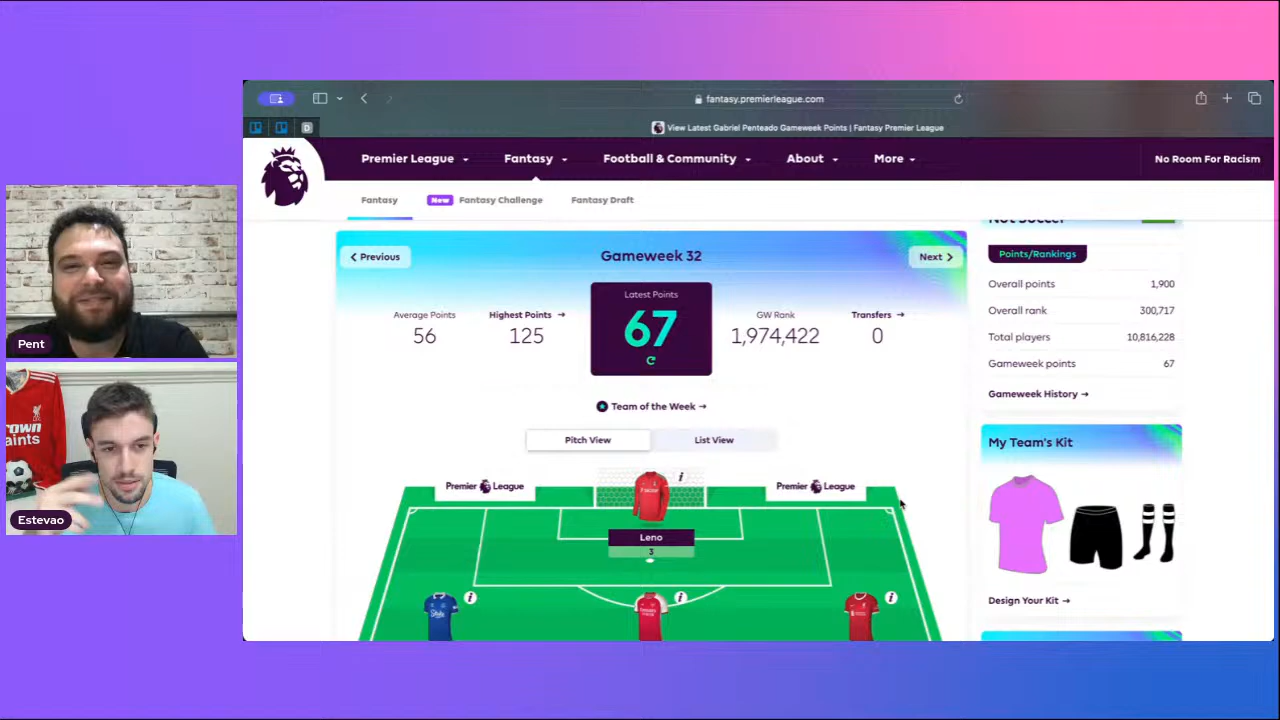 fantasy.premierleague.com
D
View Latest Gabriel Penteado Gameweek Points | Fantasy Premier League
Premier League
Fantasy
Football & Community
About
More
No Room For Racism
Fantasy
New
Fantasy Challenge
Fantasy Draft
Not Soccer
Previous
Gameweek 32
Next
Points/Rankings
Overall points 1,900
Overall rank 300,717
Total players 10,816,228
Gameweek points 67
Gameweek History
Average Points
56
Highest Points
125
Latest Points
67
GW Rank
1,974,422
Transfers
0
Team of the Week
Pitch View
List View
My Team's Kit
Premier League
Premier League
Leno
3
Design Your Kit
Pent
Estevao